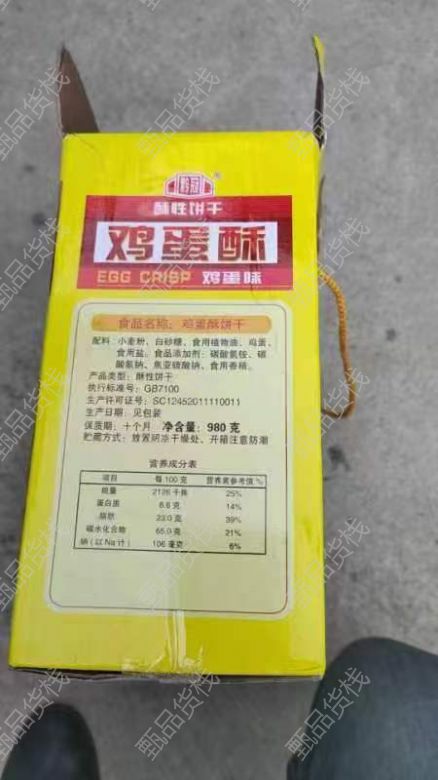 黔冠
®
酥性饼干
鸡蛋酥
EGG CRISP 鸡蛋味
食品名称：鸡蛋酥饼干
配料：小麦粉、白砂糖、食用植物油、鸡蛋、
食用盐、食品添加剂：碳酸氢铵、碳
酸氢钠、焦亚硫酸钠、食用香精。
产品类型：酥性饼干
执行标准号：GB7100
生产许可证号：SC12452011110011
生产日期：见包装
保质期：十个月 净含量：980克
贮藏方式：放置阴凉干燥处、开箱注意防潮
营养成分表
项目 每100克 营养素参考值%
能量 2126千焦 25%
蛋白质 8.6克 14%
脂肪 23.0克 39%
碳水化合物 65.0克 21%
钠（以Na计） 106毫克 6%
甄品货栈